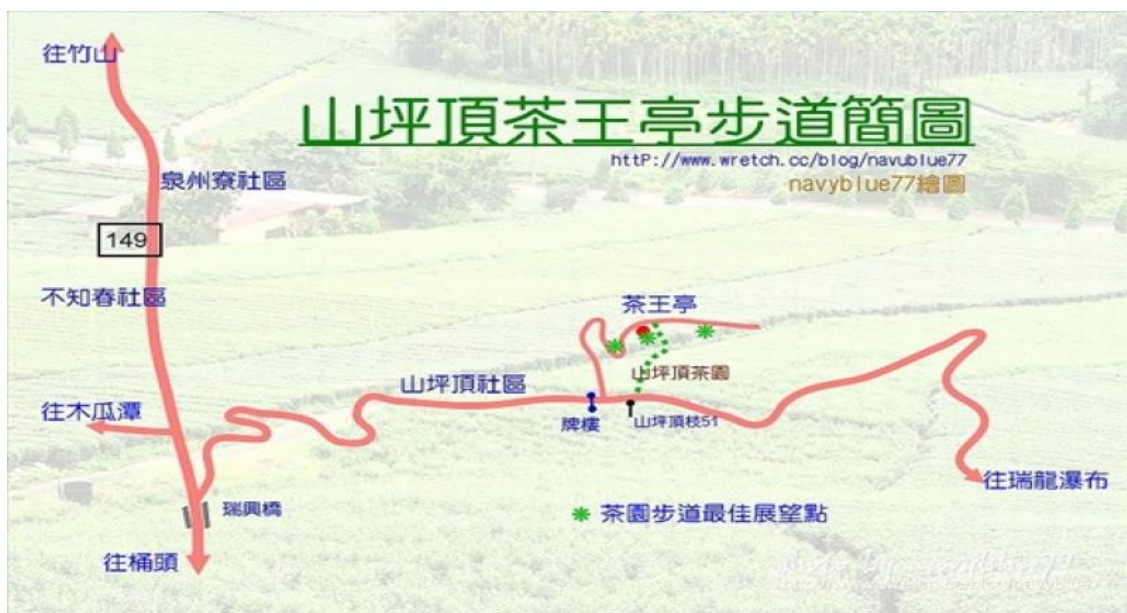 往竹山
山坪頂茶王亭步道簡圖
httP://www.wretch.cc/blog/navublue77
navyblue77繪圖
泉州寮社區
149
不知春社區
茶王亭
山坪頂茶園
山坪頂社區
往木瓜潭
牌樓
山坪頂枝51
往瑞龍瀑布
瑞興橋
茶園步道最佳展望點
往桶頭